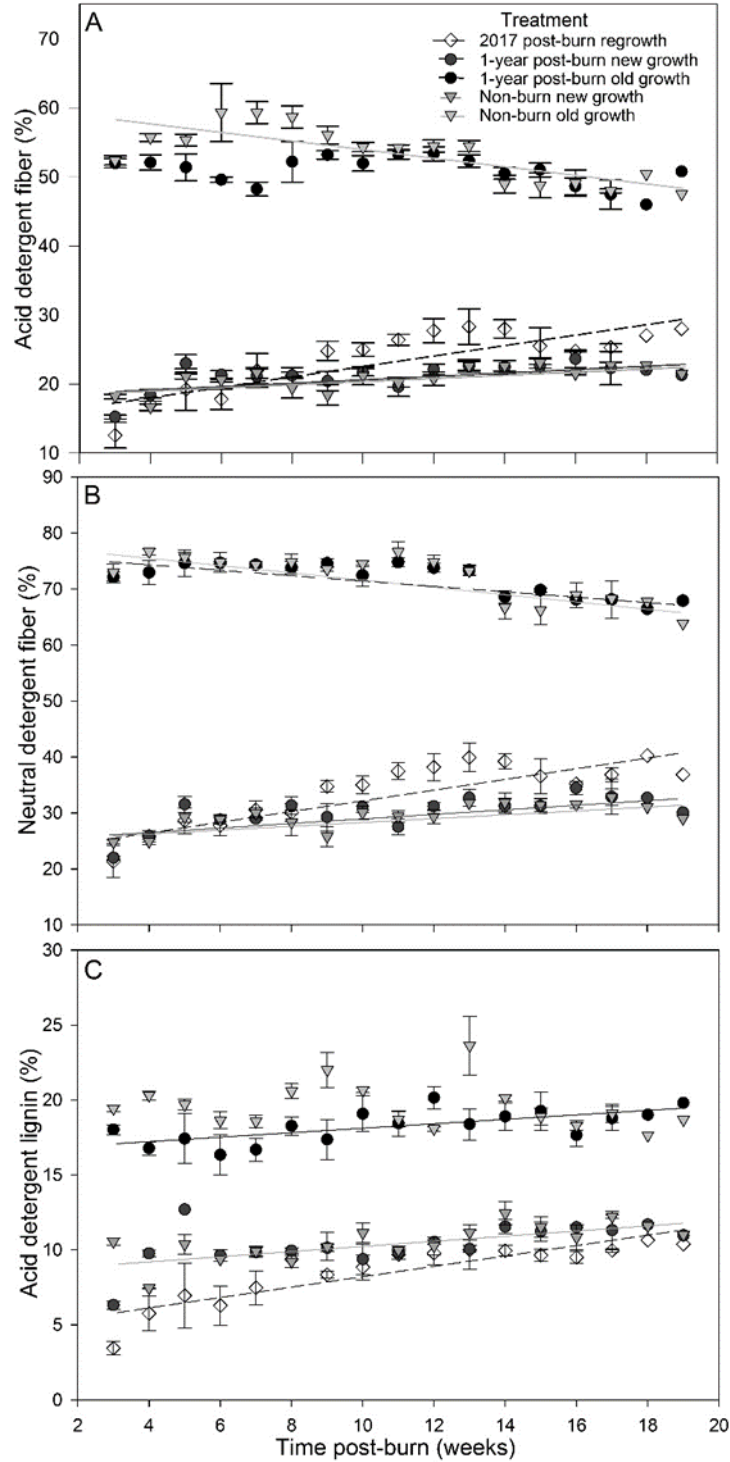 A
Treatment
2017 post-burn regrowth
1-year post-burn new growth
1-year post-burn old growth
Non-burn new growth
Non-burn old growth
Acid detergent fiber (%)
70
60
50
40
30
20
10
B
Neutral detergent fiber (%)
90
80
70
60
50
40
30
20
10
C
Acid detergent lignin (%)
30
25
20
15
10
5
0
2 4 6 8 10 12 14 16 18 20
Time post-burn (weeks)